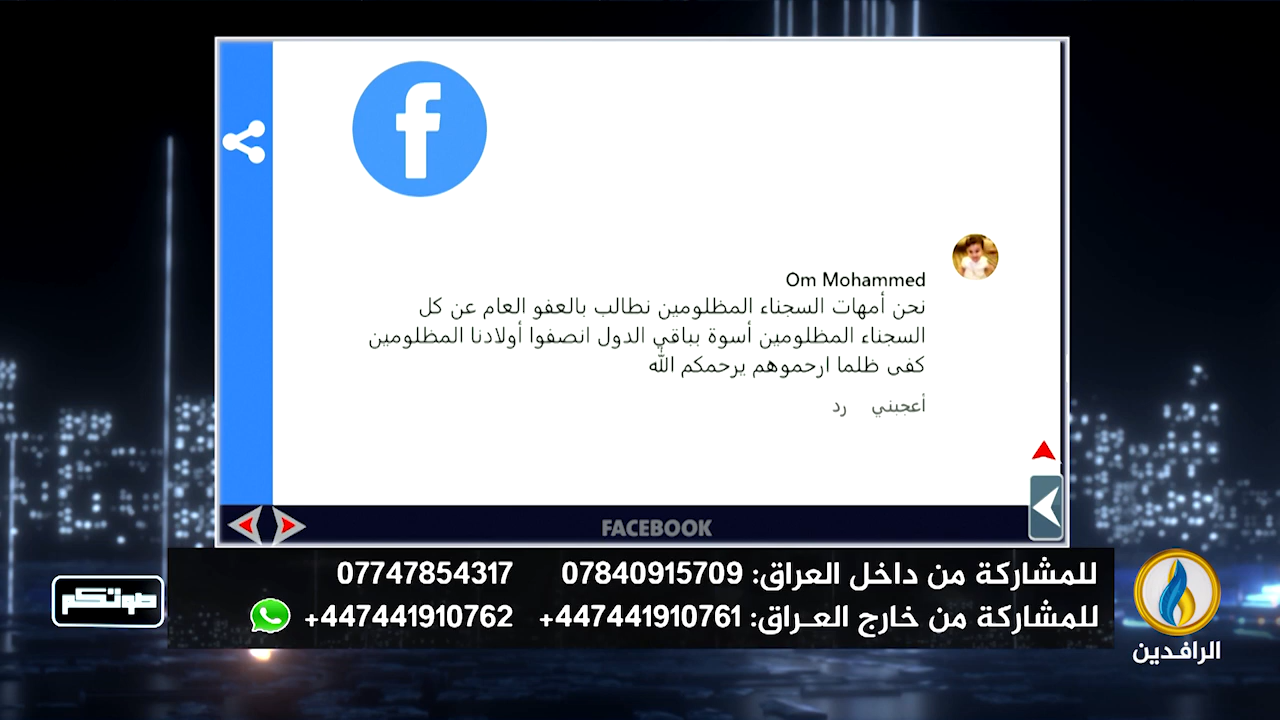 Om Mohammed
نحن أمهات السجناء المظلومين نطالب بالعفو العام عن كل
السجناء المظلومين أسوة بباقي الدول انصفوا أولادنا المظلومين
كفى ظلما ارحموهم يرحمكم الله
أعجبني رد
FACEBOOK
للمشاركة من داخل العراق: 07840915709 07747854317
للمشاركة من خارج العـراق: 447441910761+ 447441910762+
صوتكم
الرافدين